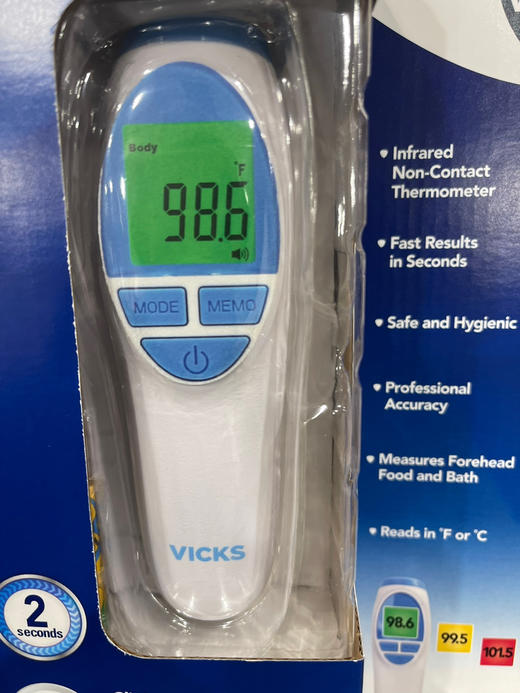 Body
°F
98.6
MODE
MEMO
VICKS
Infrared
Non-Contact
Thermometer
Fast Results
in Seconds
Safe and Hygienic
Professional
Accuracy
Measures Forehead
Food and Bath
Reads in °F or °C
2
seconds
98.6
99.5
101.5